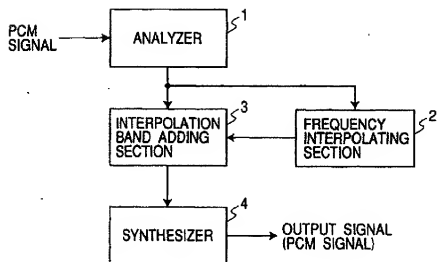 PCM
SIGNAL
ANALYZER
1
INTERPOLATION
BAND ADDING
SECTION
3
FREQUENCY
INTERPOLATING
SECTION
2
SYNTHESIZER
4
OUTPUT SIGNAL
(PCM SIGNAL)